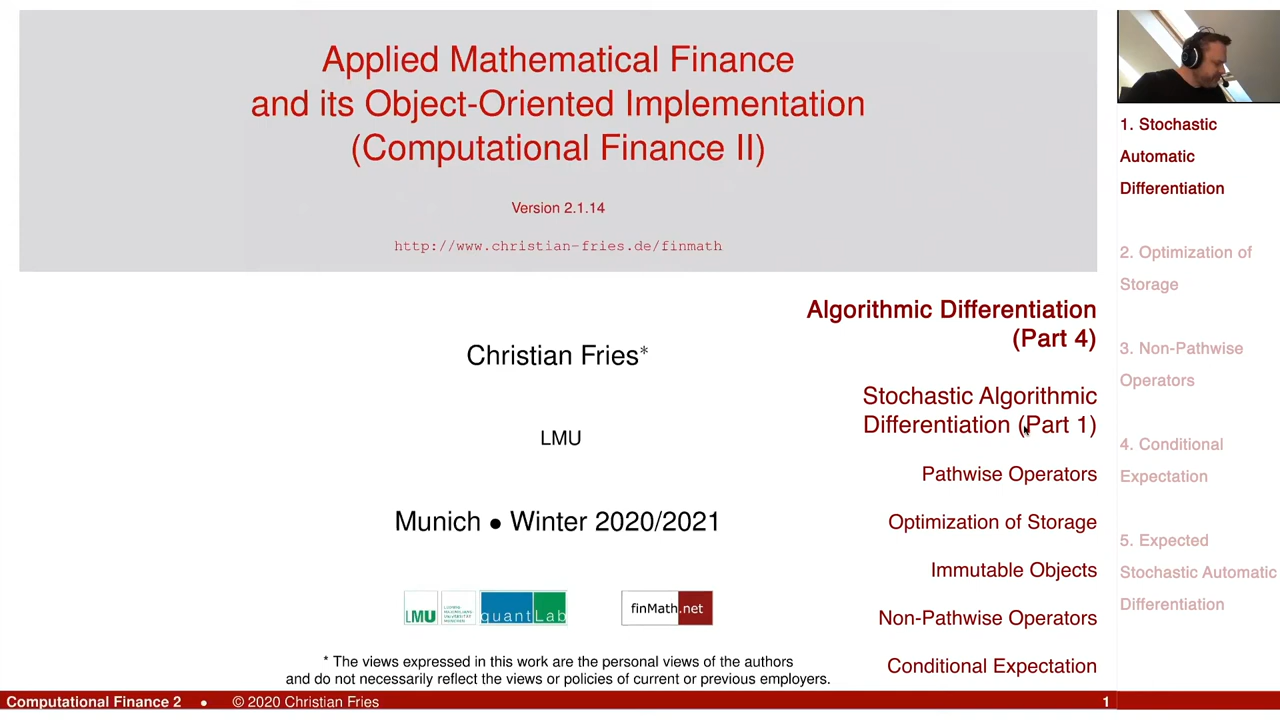 Applied Mathematical Finance
and its Object-Oriented Implementation
(Computational Finance II)
Version 2.1.14
http://www.christian-fries.de/finmath
Algorithmic Differentiation
(Part 4)
Christian Fries*
Stochastic Algorithmic
Differentiation (Part 1)
LMU
Pathwise Operators
Munich • Winter 2020/2021
Optimization of Storage
Immutable Objects
LMU
quantLab
finMath.net
Non-Pathwise Operators
* The views expressed in this work are the personal views of the authors
and do not necessarily reflect the views or policies of current or previous employers.
Conditional Expectation
1. Stochastic
Automatic
Differentiation
2. Optimization of
Storage
3. Non-Pathwise
Operators
4. Conditional
Expectation
5. Expected
Stochastic Automatic
Differentiation
Computational Finance 2 • © 2020 Christian Fries 1